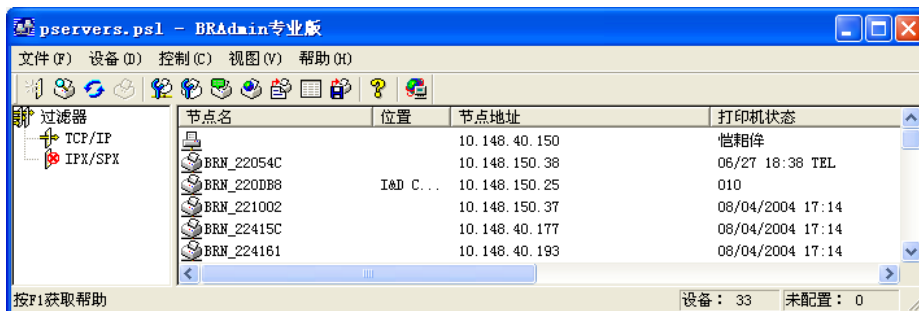 pservers.psl - BRAdmin专业版
文件(F) 设备(D) 控制(C) 视图(V) 帮助(H)
过滤器
TCP/IP
IPX/SPX
节点名 位置 节点地址 打印机状态
10.148.40.150 恺耜侔
BRN_22054C 10.148.150.38 06/27 18:38 TEL
BRN_220DB8 I&D C... 10.148.150.25 010
BRN_221002 10.148.150.37 08/04/2004 17:14
BRN_22415C 10.148.40.177 08/04/2004 17:14
BRN_224161 10.148.40.193 08/04/2004 17:14
按F1获取帮助 设备: 33 未配置: 0